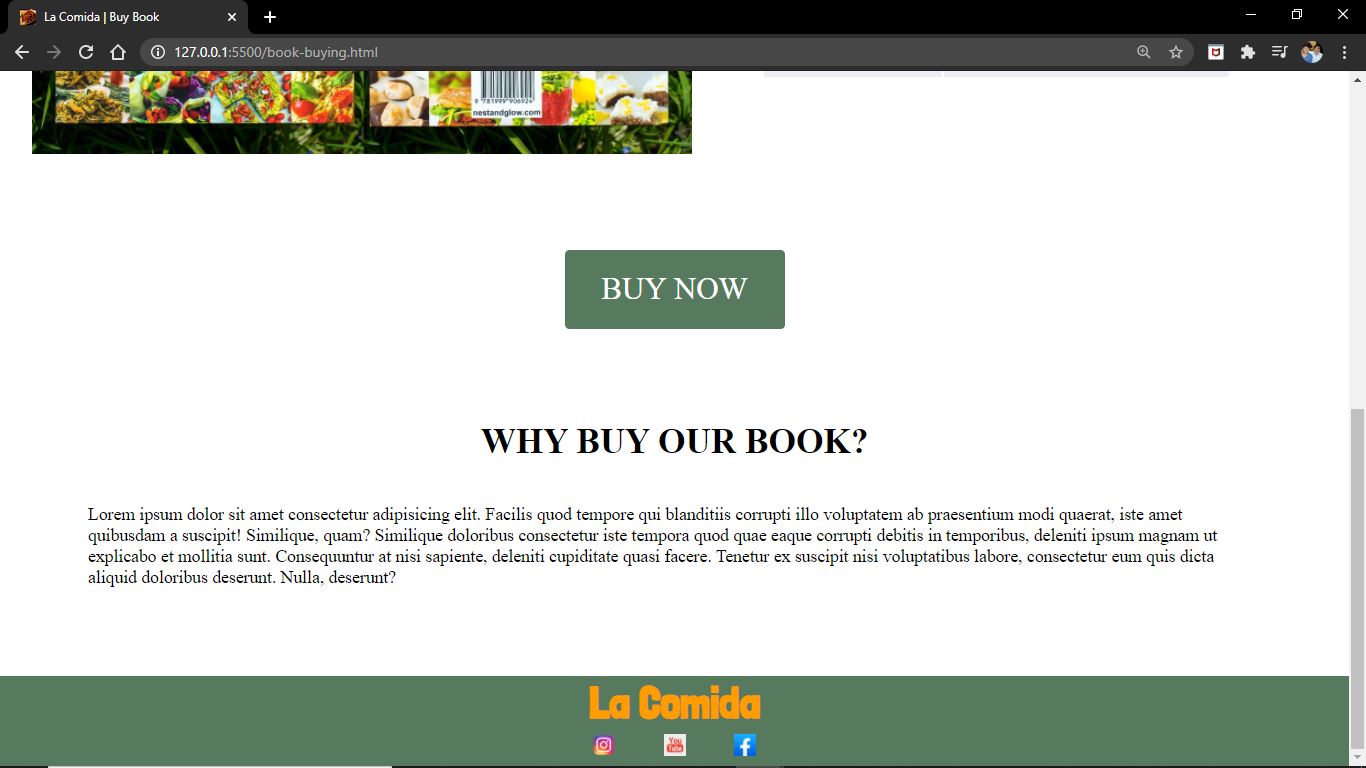 La Comida | Buy Book
127.0.0.1:5500/book-buying.html
9 781999 906924
nestandglow.com
BUY NOW
WHY BUY OUR BOOK?
Lorem ipsum dolor sit amet consectetur adipisicing elit. Facilis quod tempore qui blanditiis corrupti illo voluptatem ab praesentium modi quaerat, iste amet
quibusdam a suscipit! Similique, quam? Similique doloribus consectetur iste tempora quod quae eaque corrupti debitis in temporibus, deleniti ipsum magnam ut
explicabo et mollitia sunt. Consequuntur at nisi sapiente, deleniti cupiditate quasi facere. Tenetur ex suscipit nisi voluptatibus labore, consectetur eum quis dicta
aliquid doloribus deserunt. Nulla, deserunt?
La Comida
You
Tube